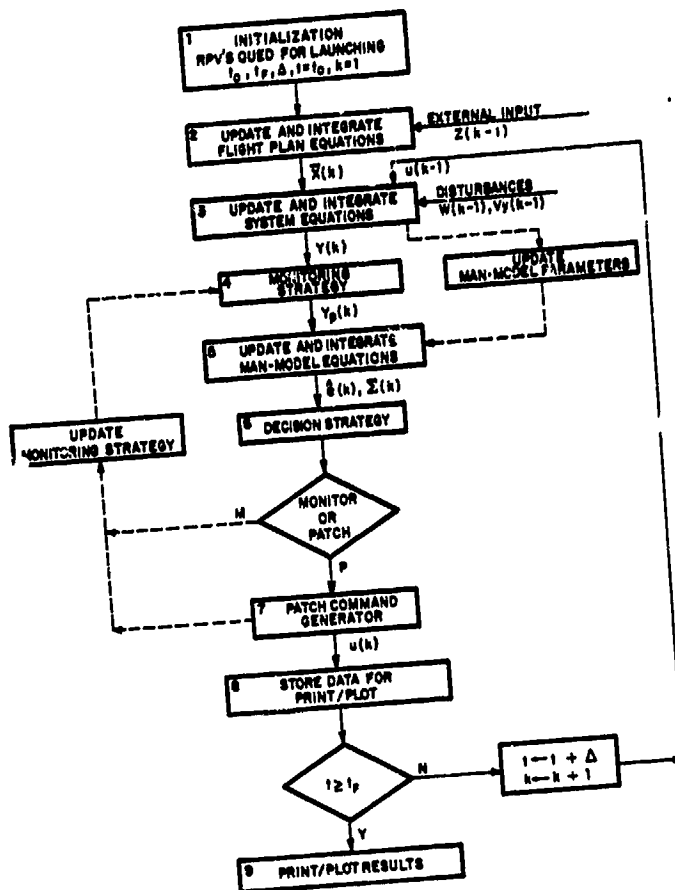 1
INITIALIZATION
RPV'S QUED FOR LAUNCHING
t₀, t_F, Δ, t=t₀, k=1
2
UPDATE AND INTEGRATE
FLIGHT PLAN EQUATIONS
EXTERNAL INPUT
Z(k-1)
X̄(k)
u(k-1)
3
UPDATE AND INTEGRATE
SYSTEM EQUATIONS
DISTURBANCES
W(k-1), Vy(k-1)
Y(k)
UPDATE
MAN-MODEL PARAMETERS
4
MONITORING
STRATEGY
Yₚ(k)
5
UPDATE AND INTEGRATE
MAN-MODEL EQUATIONS
(k), Σ(k)
6
DECISION STRATEGY
UPDATE
MONITORING STRATEGY
MONITOR
OR
PATCH
M
P
7
PATCH COMMAND
GENERATOR
u(k)
8
STORE DATA FOR
PRINT/PLOT
t ≥ t_F
N
t ← t + Δ
k ← k + 1
Y
9
PRINT/PLOT RESULTS